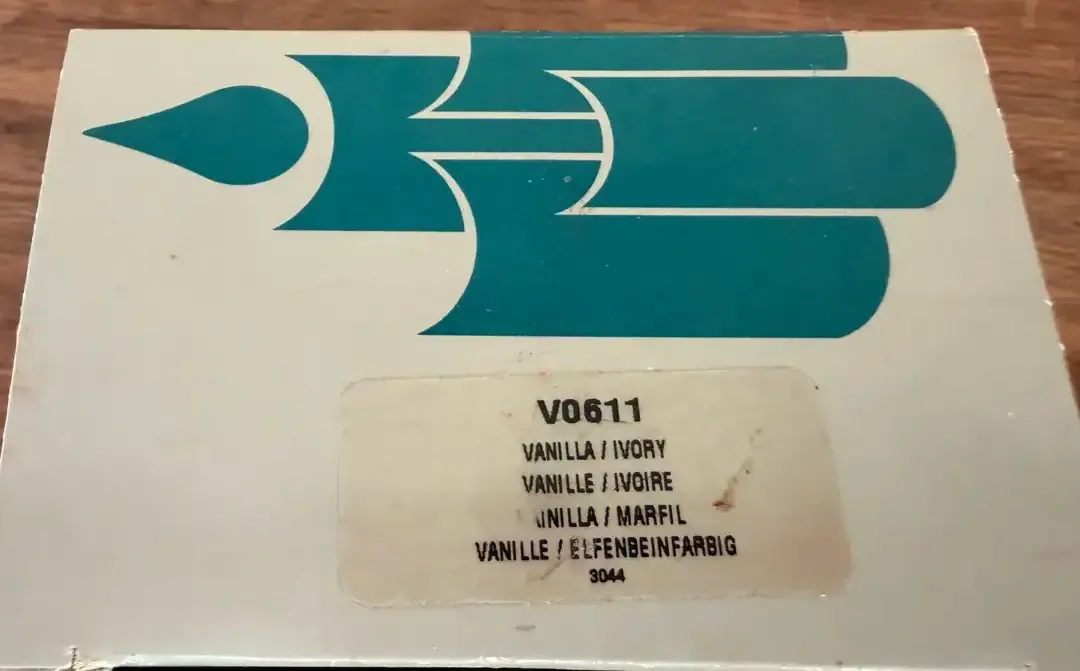 V0611
VANILLA / IVORY
VANILLE / IVOIRE
/ MARFIL
VANILLE / ELFENBEINFARBIG
3044